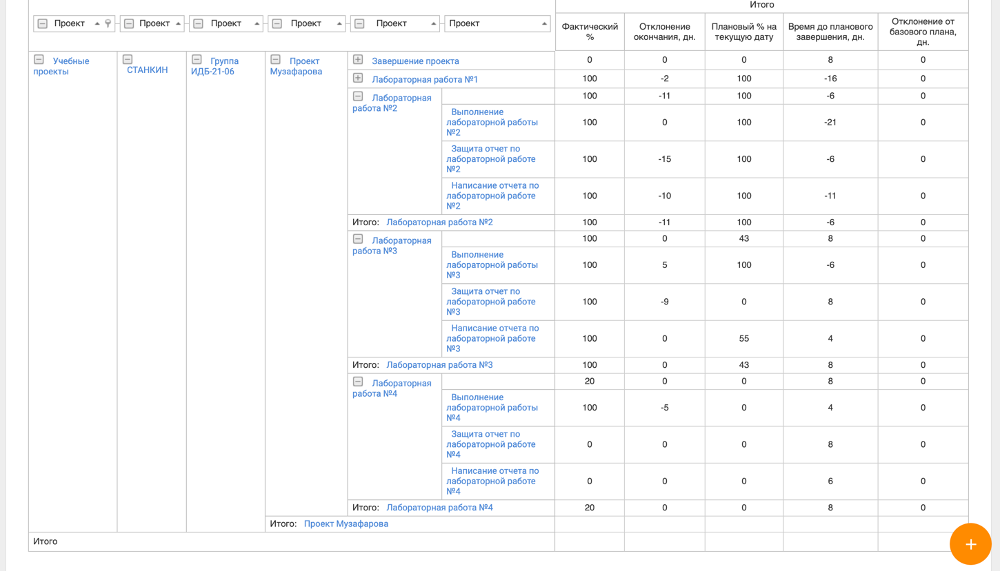 Итого
Проект Проект Проект Проект Проект Проект
Фактический %
Отклонение окончания, дн.
Плановый % на текущую дату
Время до планового завершения, дн.
Отклонение от базового плана, дн.
Учебные проекты
СТАНКИН
Группа ИДБ-21-06
Проект Музафарова
Завершение проекта 0 0 0 8 0
Лабораторная работа №1 100 -2 100 -16 0
Лабораторная работа №2 100 -11 100 -6 0
Выполнение лабораторной работы №2 100 0 100 -21 0
Защита отчет по лабораторной работе №2 100 -15 100 -6 0
Написание отчета по лабораторной работе №2 100 -10 100 -11 0
Итого: Лабораторная работа №2 100 -11 100 -6 0
Лабораторная работа №3 100 0 43 8 0
Выполнение лабораторной работы №3 100 5 100 -6 0
Защита отчет по лабораторной работе №3 100 -9 0 8 0
Написание отчета по лабораторной работе №3 100 0 55 4 0
Итого: Лабораторная работа №3 100 0 43 8 0
Лабораторная работа №4 20 0 0 8 0
Выполнение лабораторной работы №4 100 -5 0 4 0
Защита отчет по лабораторной работе №4 0 0 0 8 0
Написание отчета по лабораторной работе №4 0 0 0 6 0
Итого: Лабораторная работа №4 20 0 0 8 0
Итого: Проект Музафарова
Итого